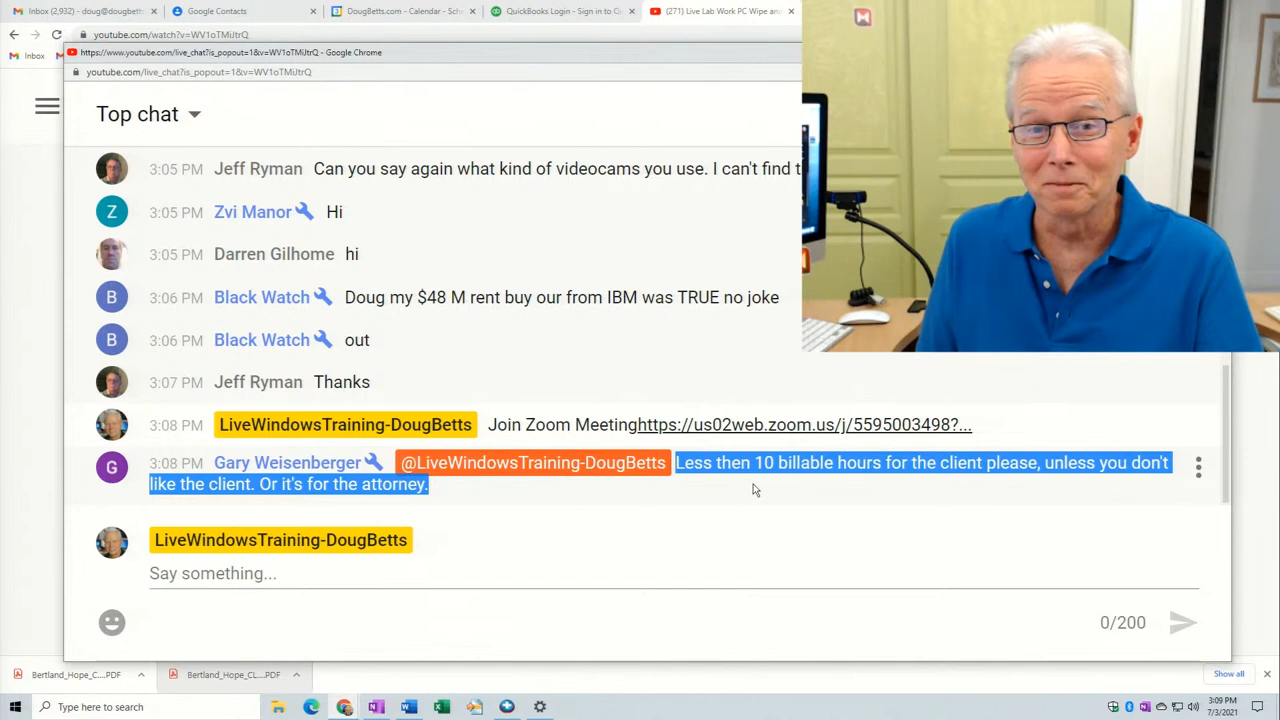 Inbox (2,932) - doug@dougbetts
Google Contacts
DougBetts.com - Calendar - Sch
QuickBooks Login - Sign in to Q
(271) Live Lab Work PC Wipe an
youtube.com/watch?v=WV1oTMiJtrQ
Inbox
https://www.youtube.com/live_chat?is_popout=1&v=WV1oTMiJtrQ - Google Chrome
youtube.com/live_chat?is_popout=1&v=WV1oTMiJtrQ
Top chat
3:05 PM Jeff Ryman Can you say again what kind of videocams you use. I can't find t
Z 3:05 PM Zvi Manor Hi
3:05 PM Darren Gilhome hi
B 3:06 PM Black Watch Doug my $48 M rent buy our from IBM was TRUE no joke
B 3:06 PM Black Watch out
3:07 PM Jeff Ryman Thanks
3:08 PM LiveWindowsTraining-DougBetts Join Zoom Meetinghttps://us02web.zoom.us/j/5595003498?...
G 3:08 PM Gary Weisenberger @LiveWindowsTraining-DougBetts Less then 10 billable hours for the client please, unless you don't
like the client. Or it's for the attorney.
LiveWindowsTraining-DougBetts
Say something...
0/200
Bertland_Hope_C....PDF
Bertland_Hope_CL....PDF
Show all
Type here to search
3:09 PM
7/3/2021